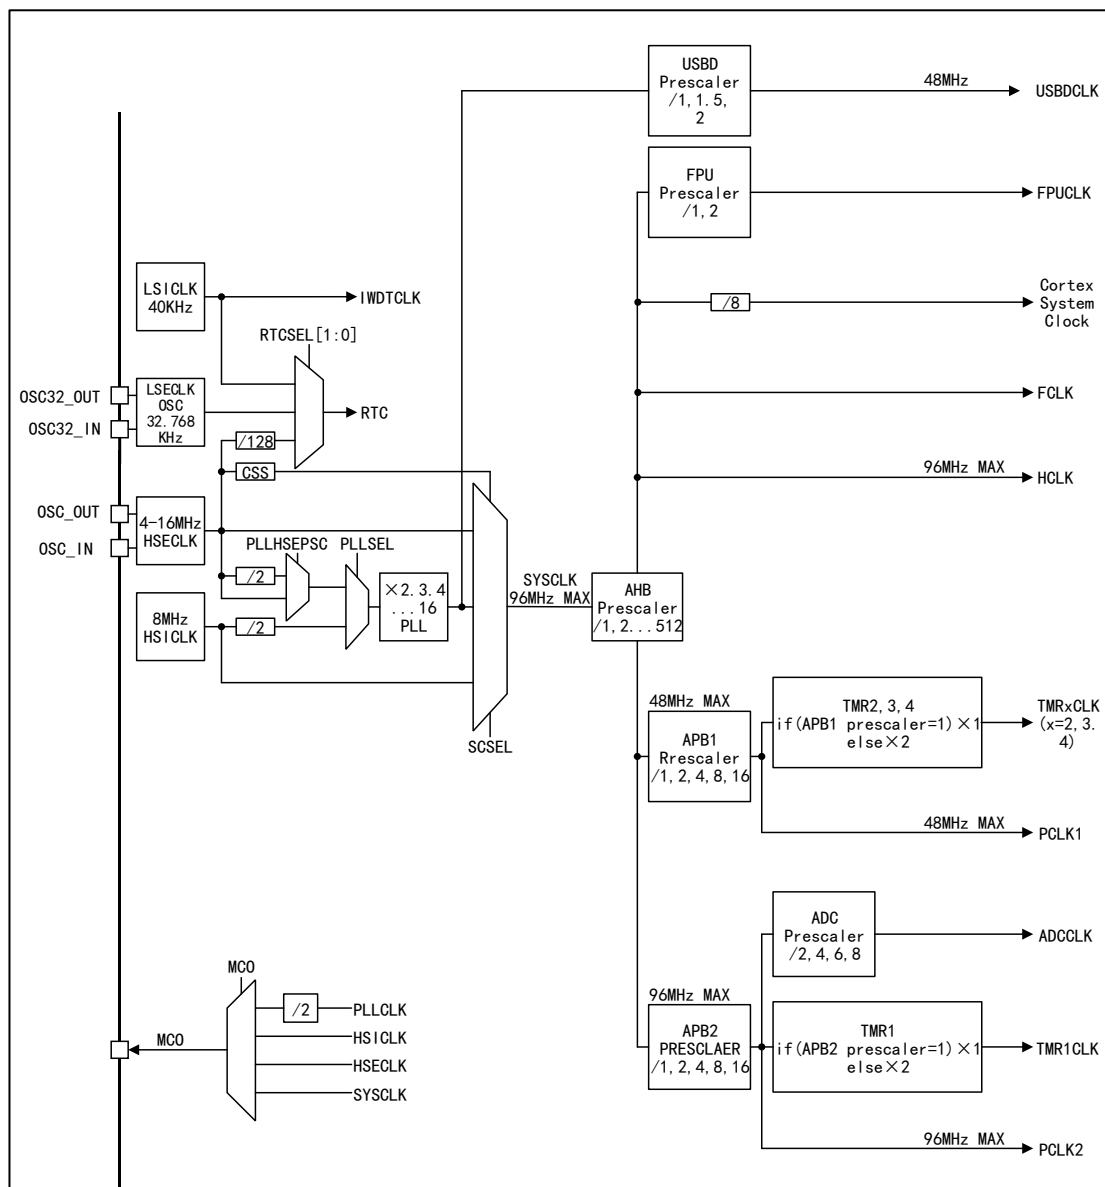 USBD
Prescaler
/1, 1.5,
2
48MHz
USBDCLK
FPU
Prescaler
/1, 2
FPUCLK
LSICLK
40KHz
IWDTCLK
/8
Cortex
System
Clock
RTCSEL[1:0]
OSC32_OUT
OSC32_IN
LSECLK
OSC
32.768
KHz
RTC
FCLK
/128
CSS
96MHz MAX
HCLK
OSC_OUT
OSC_IN
4-16MHz
HSECLK
PLLHSEPSC
PLLSEL
/2
×2.3.4
...16
PLL
SYSCLK
96MHz MAX
AHB
Prescaler
/1, 2...512
8MHz
HSICLK
/2
SCSEL
48MHz MAX
APB1
Rrescaler
/1, 2, 4, 8, 16
TMR2, 3, 4
if(APB1 prescaler=1)×1
else×2
TMRxCLK
(x=2, 3.
4)
48MHz MAX
PCLK1
ADC
Prescaler
/2, 4, 6, 8
ADCCLK
MCO
/2
PLLCLK
HSICLK
HSECLK
SYSCLK
MCO
96MHz MAX
APB2
PRESCLAER
/1, 2, 4, 8, 16
TMR1
if(APB2 prescaler=1)×1
else×2
TMR1CLK
96MHz MAX
PCLK2